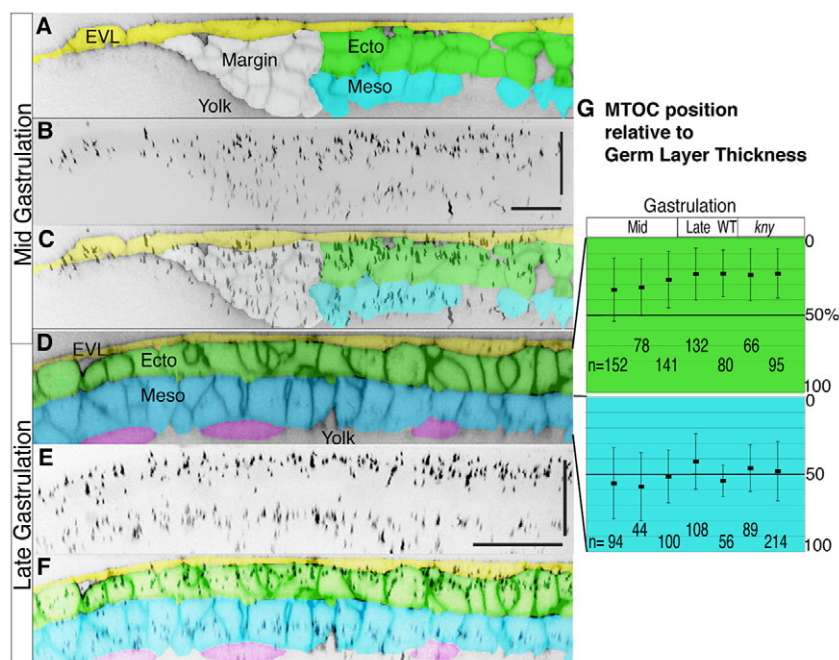 Mid Gastrulation
Late Gastrulation
A
EVL
Margin
Ecto
Meso
Yolk
B
C
D
EVL
Ecto
Meso
Yolk
E
F
G MTOC position
relative to
Germ Layer Thickness
Gastrulation
Mid Late WT kny
0
50%
100
78 132 66
n=152 141 80 95
0
50
100
44 108 89
n= 94 100 56 214